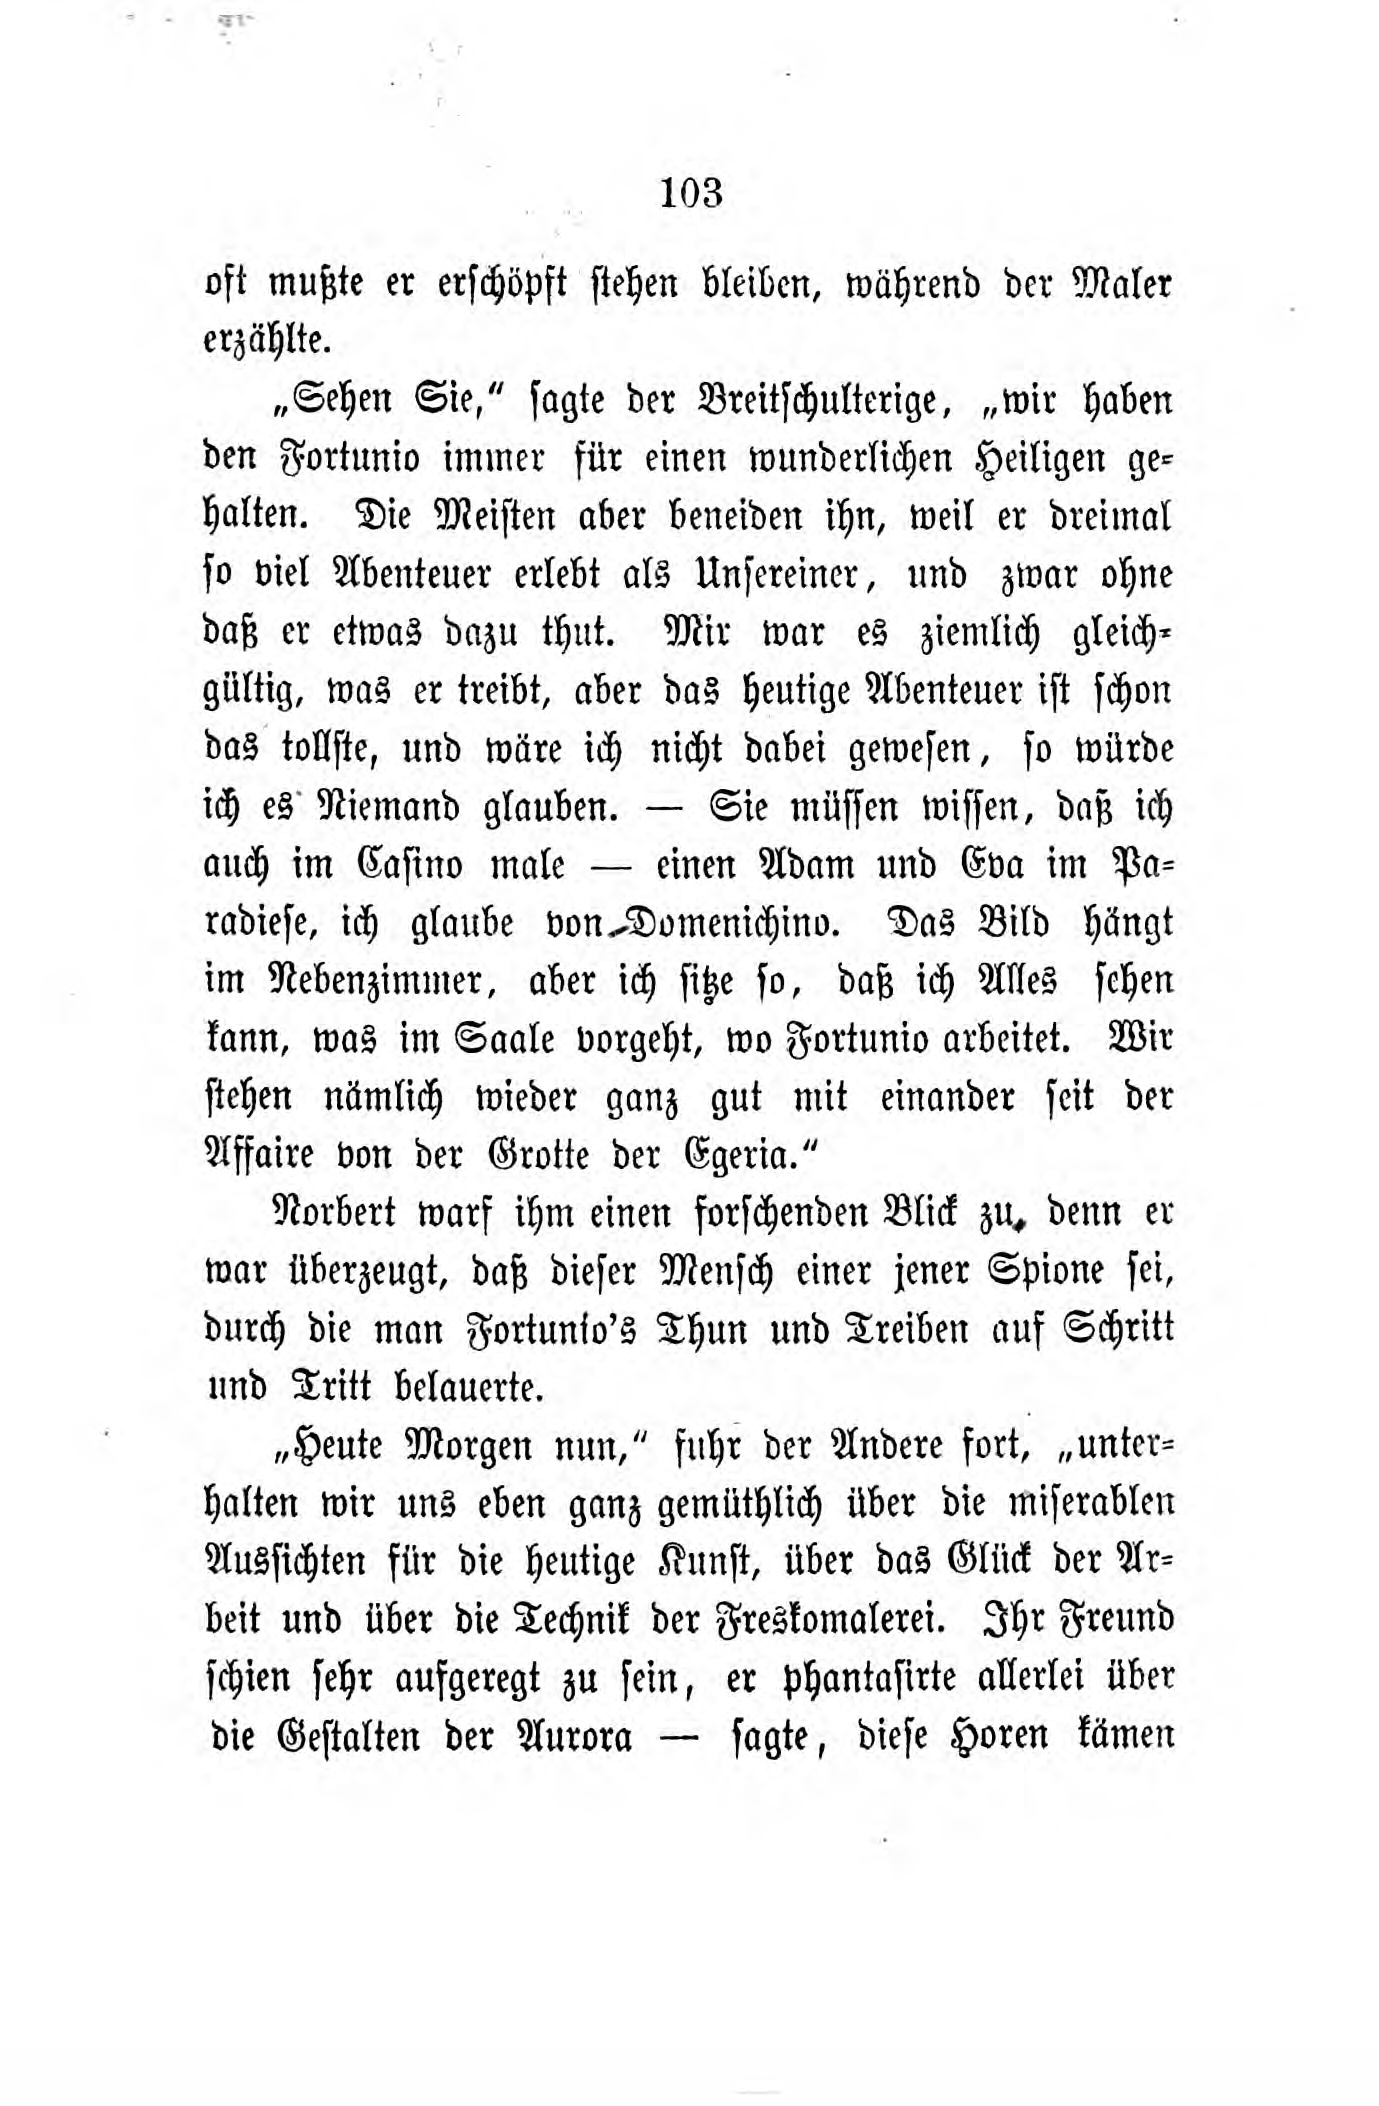 103
oft mußte er erschöpft stehen bleiben, während der Maler
erzählte.
„Sehen Sie,“ sagte der Breitschulterige, „wir haben
den Fortunio immer für einen wunderlichen Heiligen ge-
halten. Die Meisten aber beneiden ihn, weil er dreimal
so viel Abenteuer erlebt als Unsereiner, und zwar ohne
daß er etwas dazu thut. Mir war es ziemlich gleich-
gültig, was er treibt, aber das heutige Abenteuer ist schon
das tollste, und wäre ich nicht dabei gewesen, so würde
ich es Niemand glauben. — Sie müssen wissen, daß ich
auch im Casino male — einen Adam und Eva im Pa-
radiese, ich glaube von Domenichino. Das Bild hängt
im Nebenzimmer, aber ich sitze so, daß ich Alles sehen
kann, was im Saale vorgeht, wo Fortunio arbeitet. Wir
stehen nämlich wieder ganz gut mit einander seit der
Affaire von der Grotte der Egeria.“
Norbert warf ihm einen forschenden Blick zu, denn er
war überzeugt, daß dieser Mensch einer jener Spione sei,
durch die man Fortunio’s Thun und Treiben auf Schritt
und Tritt belauerte.
„Heute Morgen nun,“ fuhr der Andere fort, „unter-
halten wir uns eben ganz gemüthlich über die miserablen
Aussichten für die heutige Kunst, über das Glück der Ar-
beit und über die Technik der Freskomalerei. Ihr Freund
schien sehr aufgeregt zu sein, er phantasirte allerlei über
die Gestalten der Aurora — sagte, diese Horen kämen